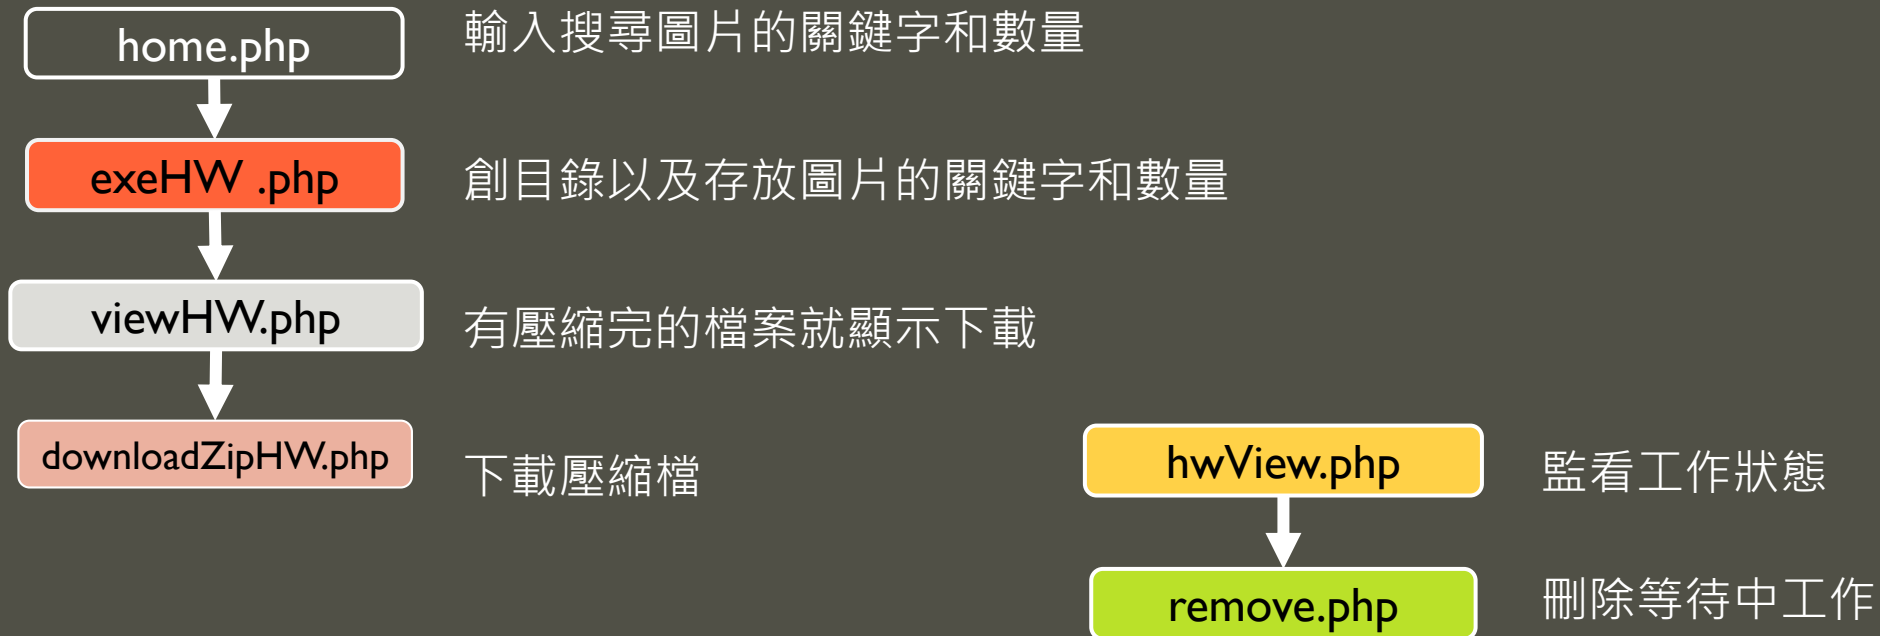 home.php
輸入搜尋圖片的關鍵字和數量
exeHW .php
創目錄以及存放圖片的關鍵字和數量
viewHW.php
有壓縮完的檔案就顯示下載
downloadZipHW.php
下載壓縮檔
hwView.php
監看工作狀態
remove.php
刪除等待中工作